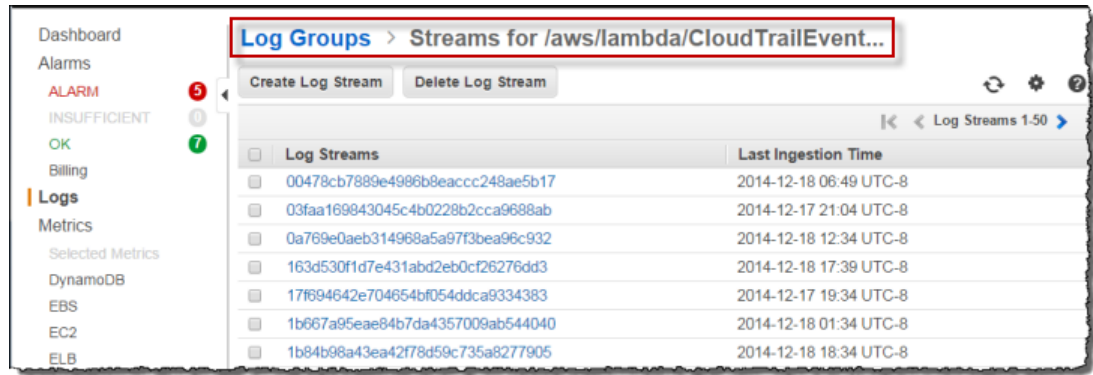 Dashboard
Alarms
ALARM 5
INSUFFICIENT 0
OK 7
Billing
Logs
Metrics
Selected Metrics
DynamoDB
EBS
EC2
ELB
Log Groups > Streams for /aws/lambda/CloudTrailEvent...
Create Log Stream Delete Log Stream
Log Streams 1-50
Log Streams Last Ingestion Time
00478cb7889e4986b8eaccc248ae5b17 2014-12-18 06:49 UTC-8
03faa169843045c4b0228b2cca9688ab 2014-12-17 21:04 UTC-8
0a769e0aeb314968a5a97f3bea96c932 2014-12-18 12:34 UTC-8
163d530f1d7e431abd2eb0cf26276dd3 2014-12-18 17:39 UTC-8
17f694642e704654bf054ddca9334383 2014-12-17 19:34 UTC-8
1b667a95eae84b7da4357009ab544040 2014-12-18 01:34 UTC-8
1b84b98a43ea42f78d59c735a8277905 2014-12-18 18:34 UTC-8